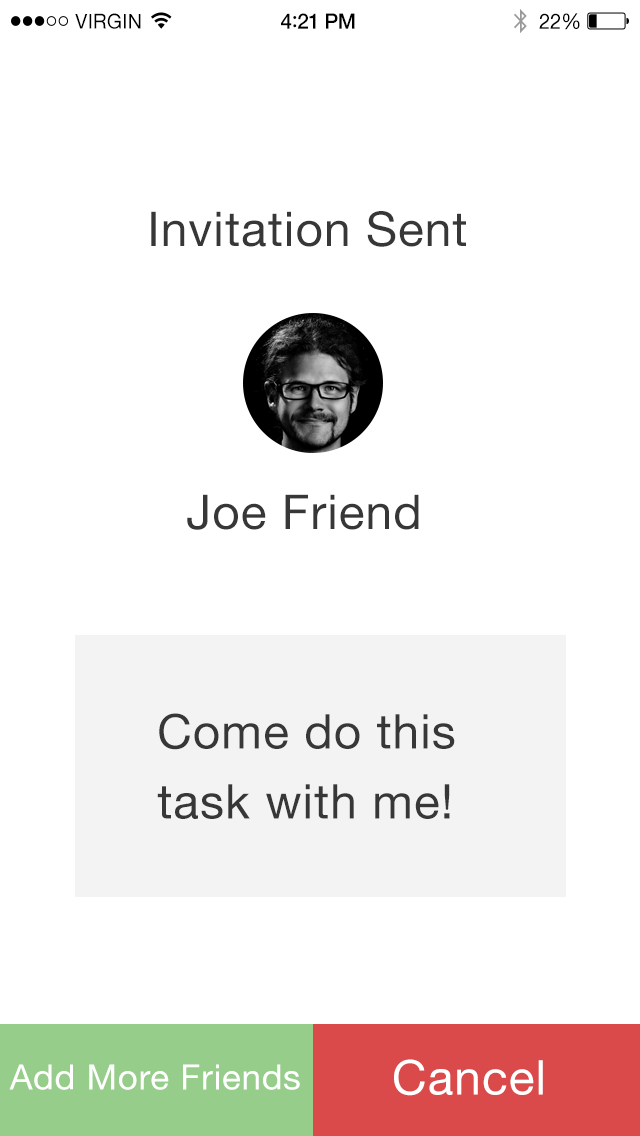 VIRGIN 4:21 PM 22%
Invitation Sent
Joe Friend
Come do this
task with me!
Add More Friends Cancel